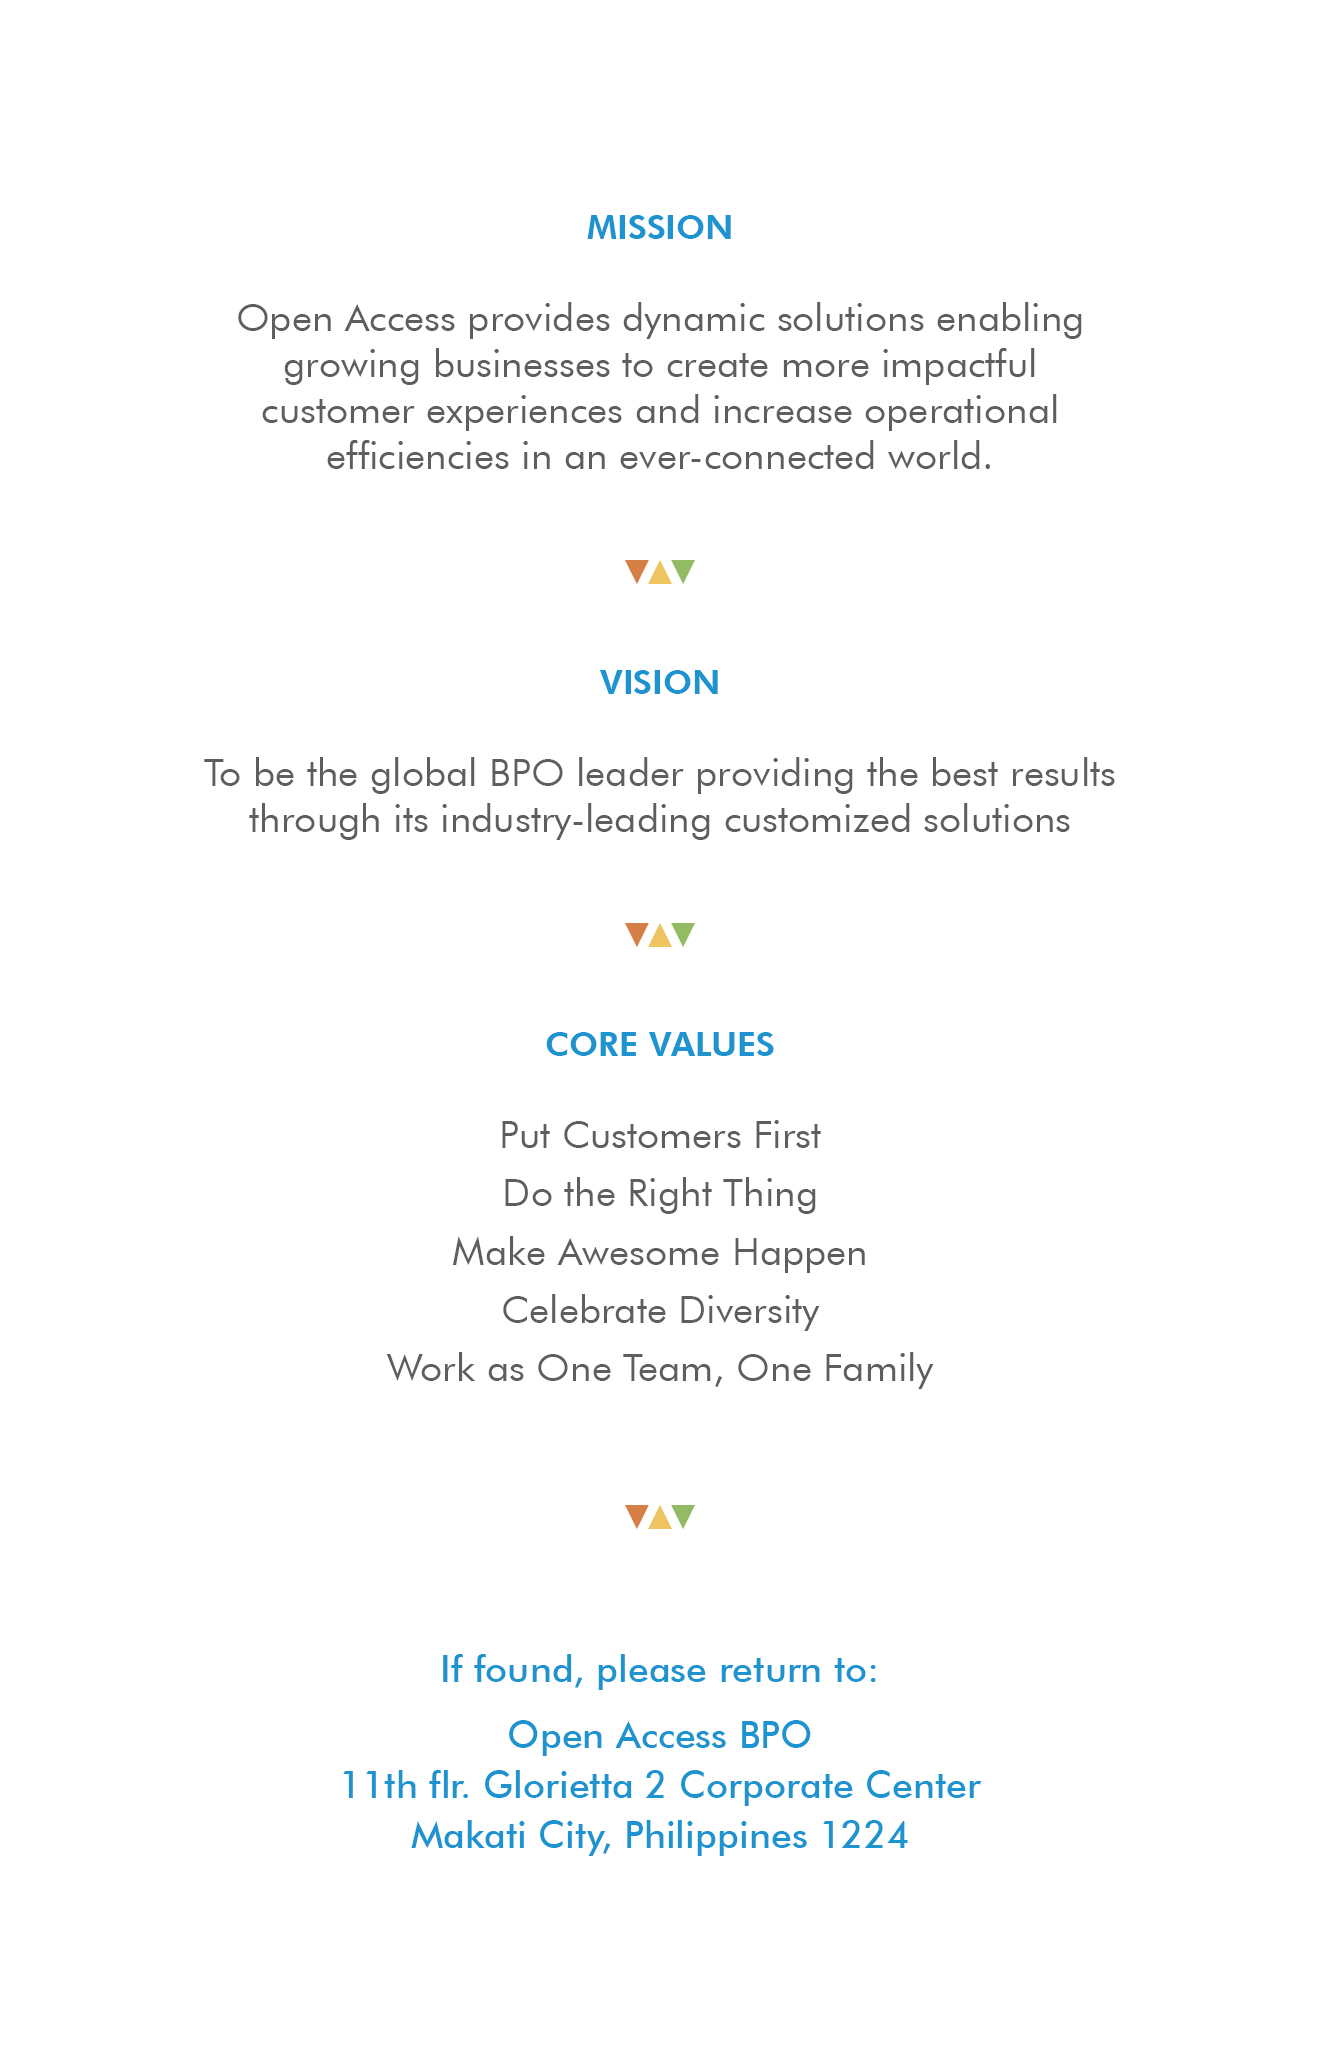 MISSION
Open Access provides dynamic solutions enabling
growing businesses to create more impactful
customer experiences and increase operational
efficiencies in an ever-connected world.
VISION
To be the global BPO leader providing the best results
through its industry-leading customized solutions
CORE VALUES
Put Customers First
Do the Right Thing
Make Awesome Happen
Celebrate Diversity
Work as One Team, One Family
If found, please return to:
Open Access BPO
11th flr. Glorietta 2 Corporate Center
Makati City, Philippines 1224